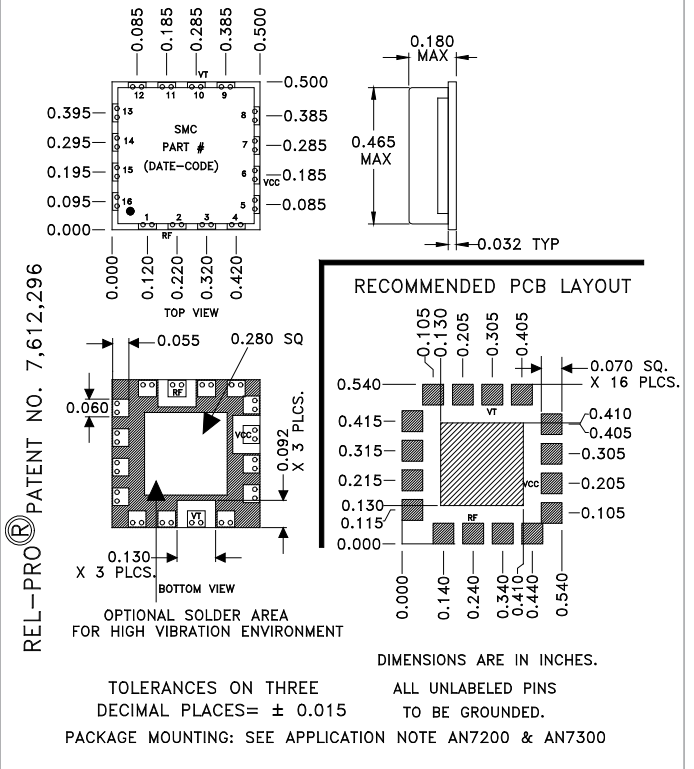 0.085 0.185 0.285 0.385 0.500
VT
12 11 10 9
0.500
0.395 13
8 0.385
SMC
0.295 14
PART #
7 0.285
(DATE-CODE)
0.195 15
6 0.185
VCC
0.095 16
5 0.085
1 2 3 4
0.000
RF
0.000 0.120 0.220 0.320 0.420
TOP VIEW
0.180
MAX
0.465
MAX
0.032 TYP
REL-PRO® PATENT NO. 7,612,296
0.055 0.280 SQ
RF
0.060
VCC
0.092
X 3 PLCS.
VT
0.130
X 3 PLCS.
BOTTOM VIEW
OPTIONAL SOLDER AREA
FOR HIGH VIBRATION ENVIRONMENT
RECOMMENDED PCB LAYOUT
0.105 0.130 0.205 0.305 0.405
0.070 SQ.
X 16 PLCS.
0.540
VT
0.410
0.415
0.405
0.315
0.305
0.215
VCC
0.205
0.130
0.115
RF
0.105
0.000
0.000 0.140 0.240 0.340 0.410 0.440 0.540
DIMENSIONS ARE IN INCHES.
TOLERANCES ON THREE
DECIMAL PLACES= ± 0.015
ALL UNLABELED PINS
TO BE GROUNDED.
PACKAGE MOUNTING: SEE APPLICATION NOTE AN7200 & AN7300